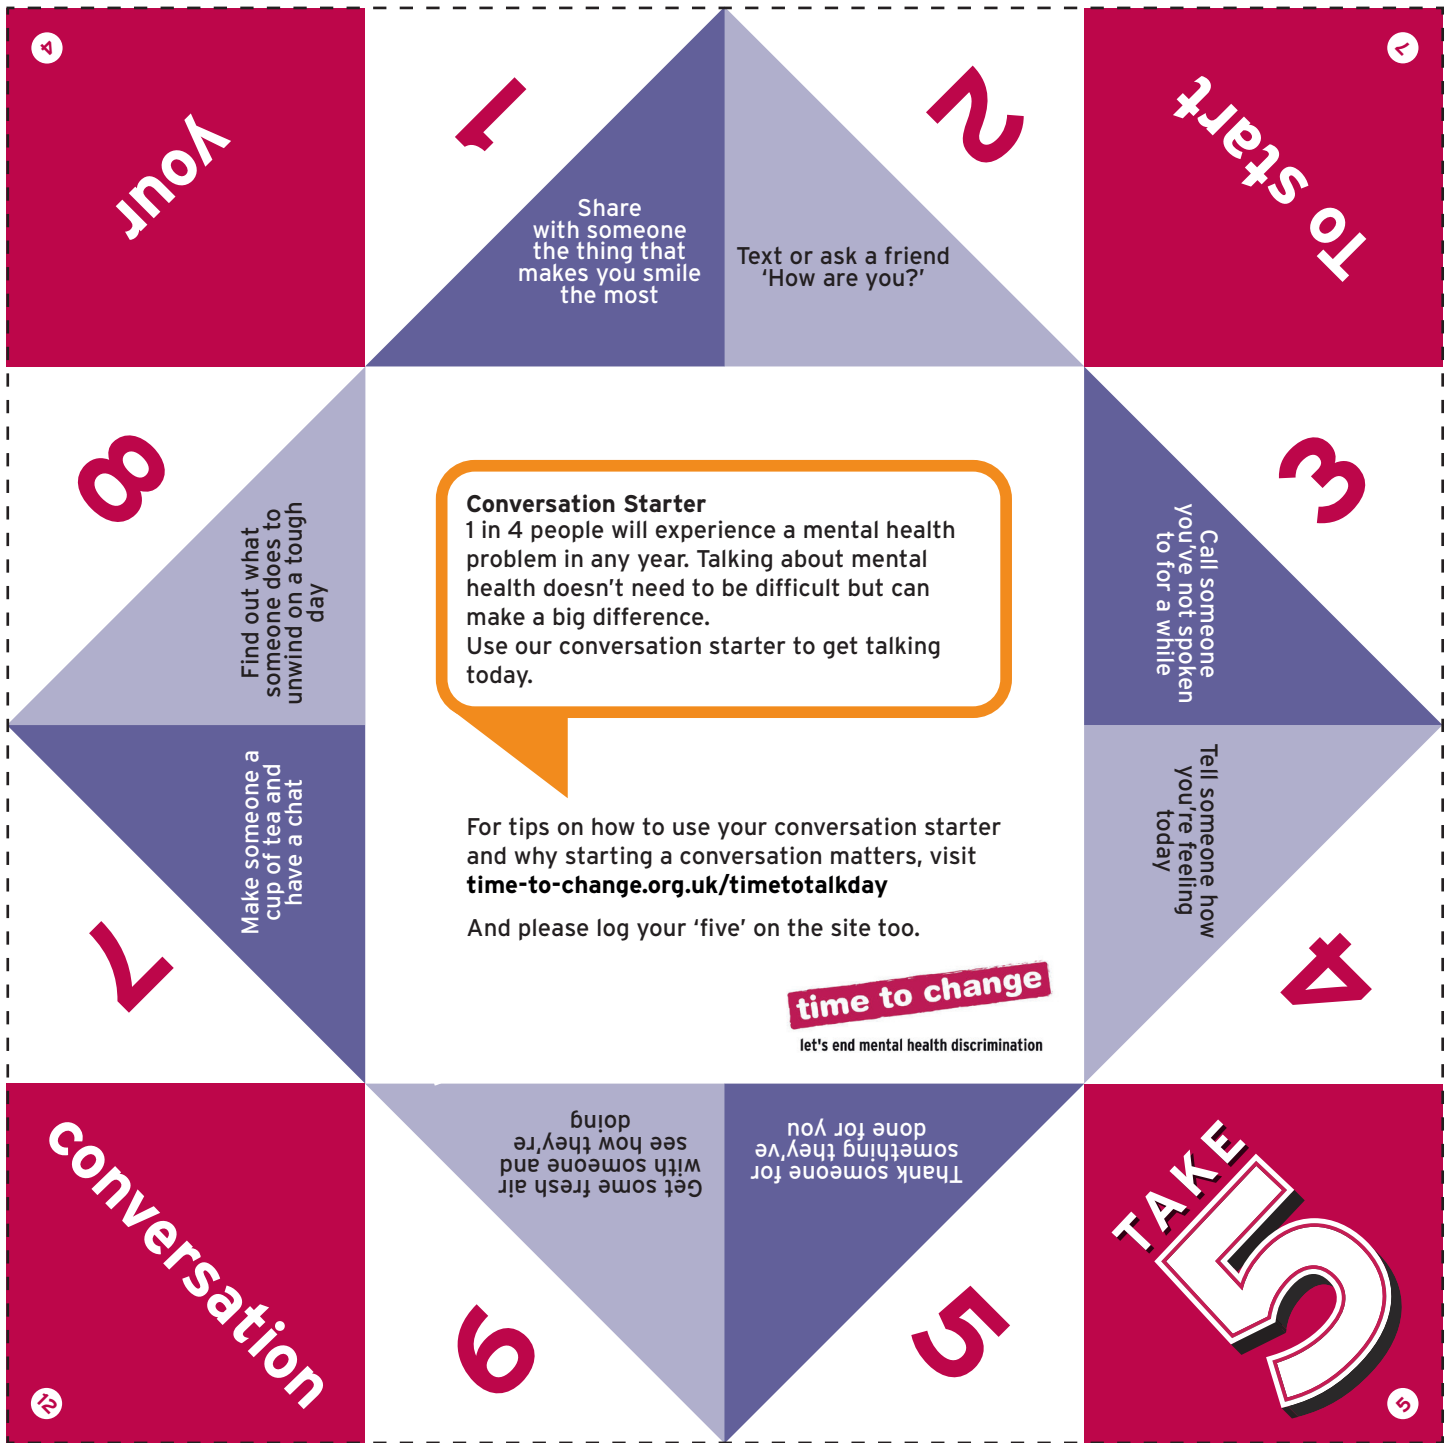 4
your
1
Share
with someone
the thing that
makes you smile
the most
2
Text or ask a friend
‘How are you?’
7
To start
8
Find out what
someone does to
unwind on a tough
day
Conversation Starter
1 in 4 people will experience a mental health
problem in any year. Talking about mental
health doesn’t need to be difficult but can
make a big difference.
Use our conversation starter to get talking
today.
3
Call someone
you’ve not spoken
to for a while
7
Make someone a
cup of tea and
have a chat
For tips on how to use your conversation starter
and why starting a conversation matters, visit
time-to-change.org.uk/timetotalkday
And please log your ‘five’ on the site too.
time to change
let's end mental health discrimination
4
Tell someone how
you’re feeling
today
conversation
12
6
Get some fresh air
with someone and
see how they’re
doing
5
Thank someone for
something they’ve
done for you
TAKE
5
5